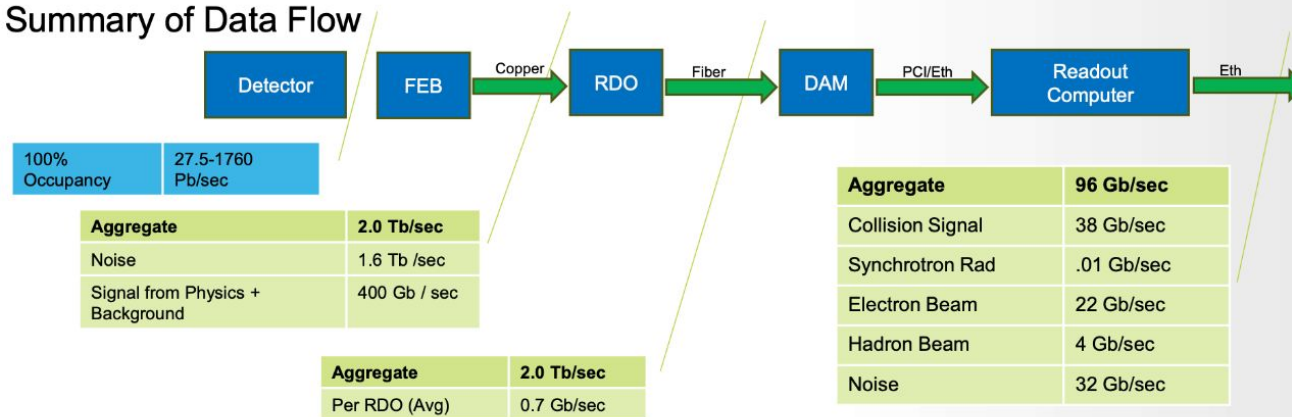 Summary of Data Flow
Detector
FEB
Copper
RDO
Fiber
DAM
PCI/Eth
Readout
Computer
Eth
100%
Occupancy
27.5-1760
Pb/sec
Aggregate 2.0 Tb/sec
Noise 1.6 Tb /sec
Signal from Physics +
Background
400 Gb / sec
Aggregate 2.0 Tb/sec
Per RDO (Avg) 0.7 Gb/sec
Aggregate 96 Gb/sec
Collision Signal 38 Gb/sec
Synchrotron Rad .01 Gb/sec
Electron Beam 22 Gb/sec
Hadron Beam 4 Gb/sec
Noise 32 Gb/sec